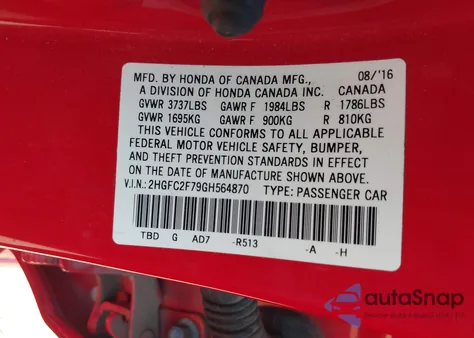 MFD. BY HONDA OF CANADA MFG., 08/'16
A DIVISION OF HONDA CANADA INC. CANADA
GVWR 3737LBS GAWR F 1984LBS R 1786LBS
GVWR 1695KG GAWR F 900KG R 810KG
THIS VEHICLE CONFORMS TO ALL APPLICABLE
FEDERAL MOTOR VEHICLE SAFETY, BUMPER,
AND THEFT PREVENTION STANDARDS IN EFFECT
ON THE DATE OF MANUFACTURE SHOWN ABOVE.
V.I.N.: 2HGFC2F79GH564870 TYPE: PASSENGER CAR
TBD G AD7 -R513 -A -H
autoSnap